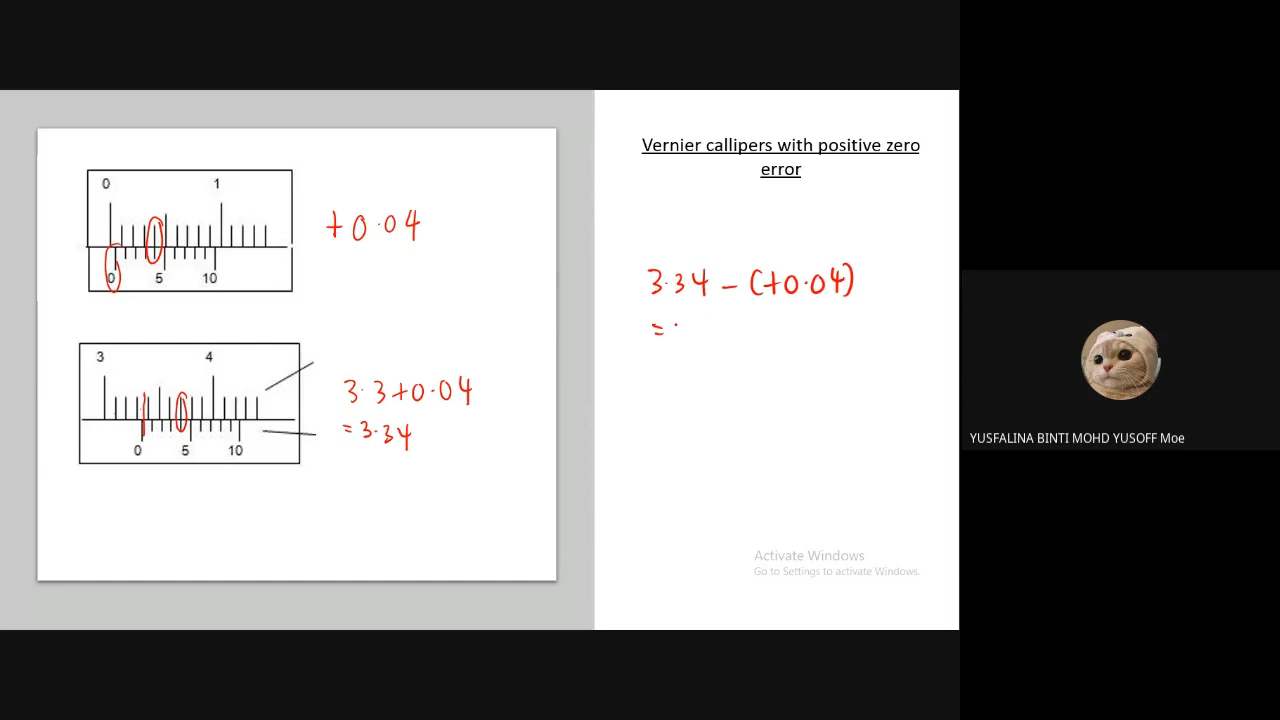 Vernier callipers with positive zero
error
0 1
+0.04
0 5 10
3.34 - (+0.04)
=
3 4
3.3+0.04
= 3.34
0 5 10
YUSFALINA BINTI MOHD YUSOFF Moe
Activate Windows
Go to Settings to activate Windows.